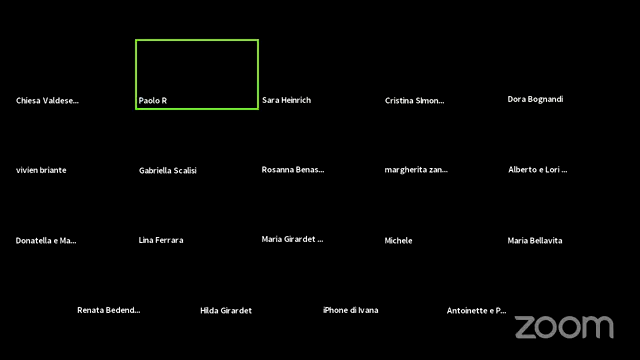 Chiesa Valdese...
Paolo R
Sara Heinrich
Cristina Simon...
Dora Bognandi
vivien briante
Gabriella Scalisi
Rosanna Benas...
margherita zan...
Alberto e Lori ...
Donatella e Ma...
Lina Ferrara
Maria Girardet ...
Michele
Maria Bellavita
Renata Bedend...
Hilda Girardet
iPhone di Ivana
Antoinette e P...
zoom